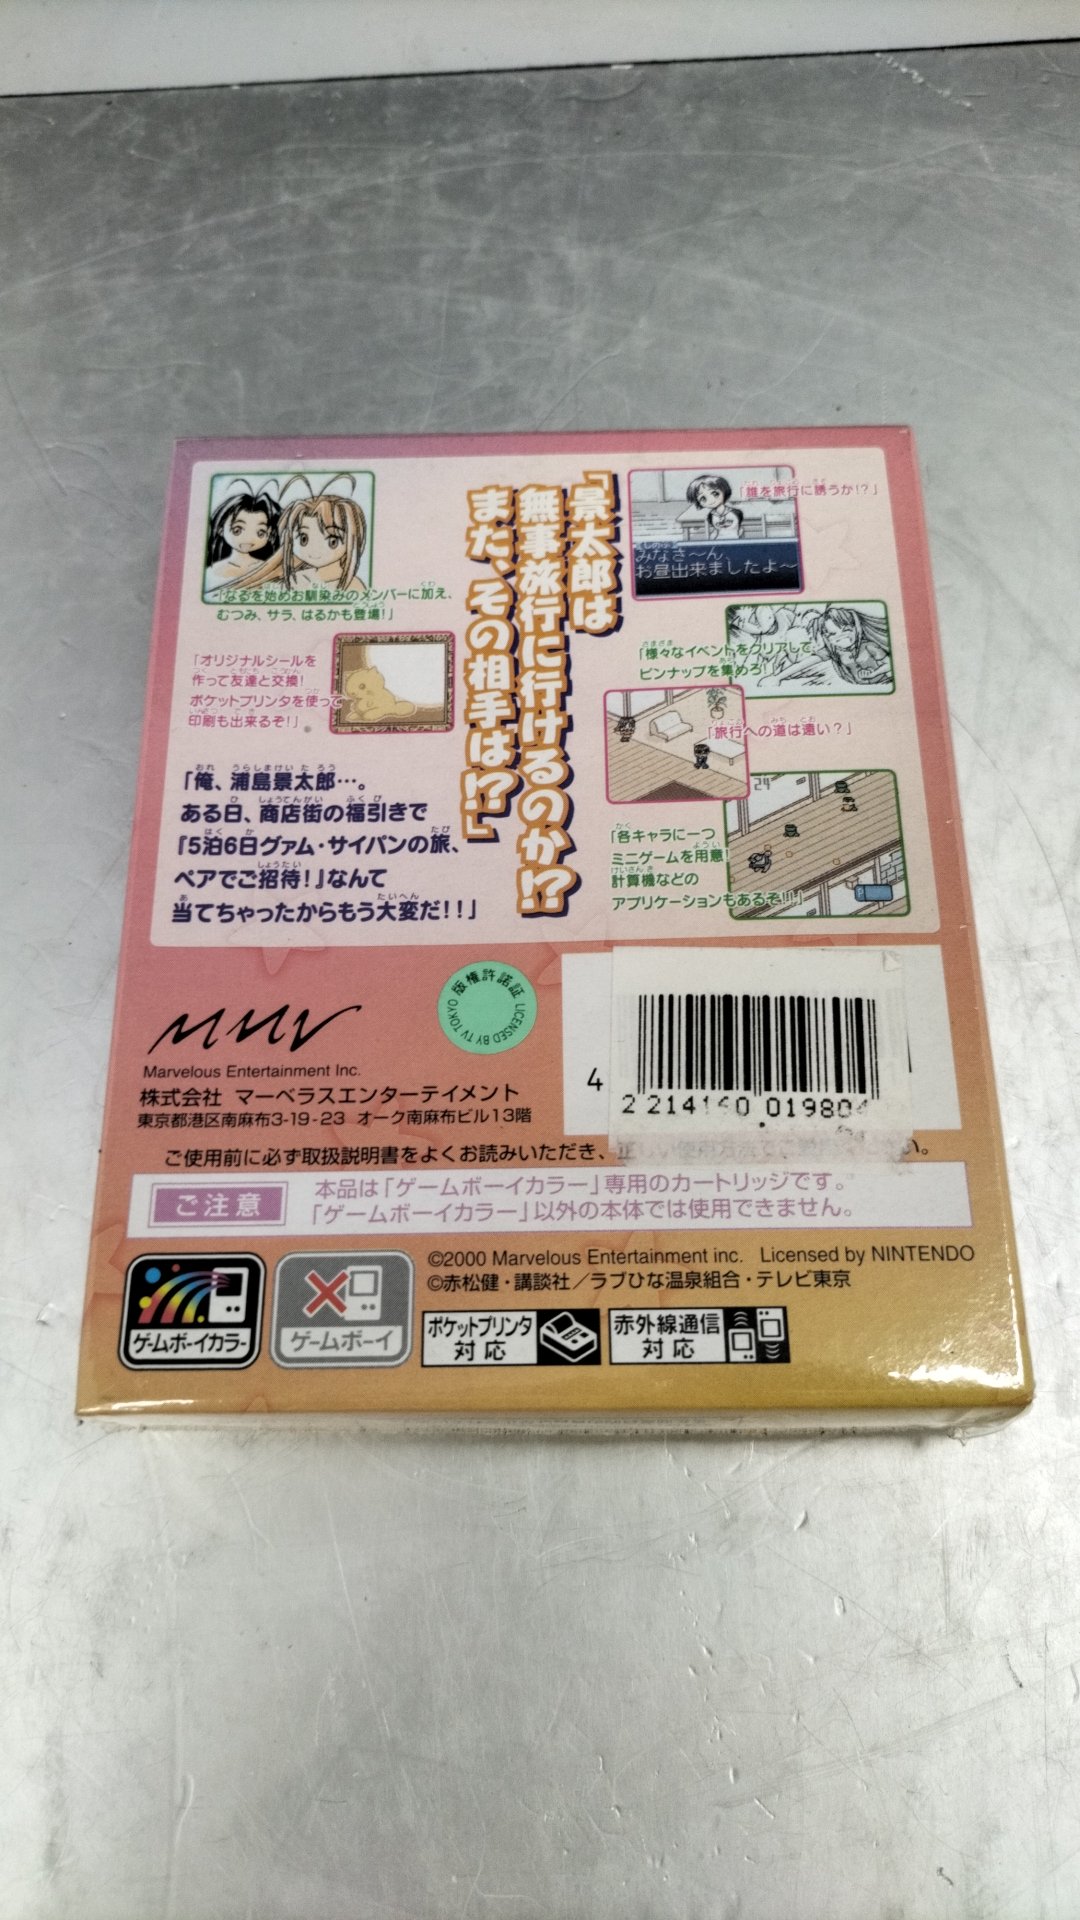 「なるを始めお馴染みのメンバーに加え、
むつみ、サラ、はるかも登場！」
「オリジナルシールを
作って友達と交換！
ポケットプリンタを使って
印刷も出来るぞ！」
「景太郎は
無事旅行に行けるのか!?
また、その相手は!?」
「誰を旅行に誘うか!?」
みなさ〜ん、
お昼出来ましたよ〜
「様々なイベントをクリアして
ピンナップを集めろ！」
「旅行への道は遠い？」
24
「各キャラに一つ
ミニゲームを用意！
計算機などの
アプリケーションもあるぞ!!」
「俺、浦島景太郎…。
ある日、商店街の福引きで
「5泊6日グァム・サイパンの旅、
ペアでご招待！」なんて
当てちゃったからもう大変だ！！」
Marvelous Entertainment Inc.
株式会社 マーベラスエンターテイメント
東京都港区南麻布3-19-23 オーク南麻布ビル13階
版権許諾証
LICENSED BY TV TOKYO
4
2 214140 019804
ご使用前に必ず取扱説明書をよくお読みいただき、正しい使用方法でご愛用ください。
ご注意
本品は「ゲームボーイカラー」専用のカートリッジです。
「ゲームボーイカラー」以外の本体では使用できません。
ゲームボーイカラー
ゲームボーイ
©2000 Marvelous Entertainment inc. Licensed by NINTENDO
©赤松健・講談社／ラブひな温泉組合・テレビ東京
ポケットプリンタ
対応
赤外線通信
対応